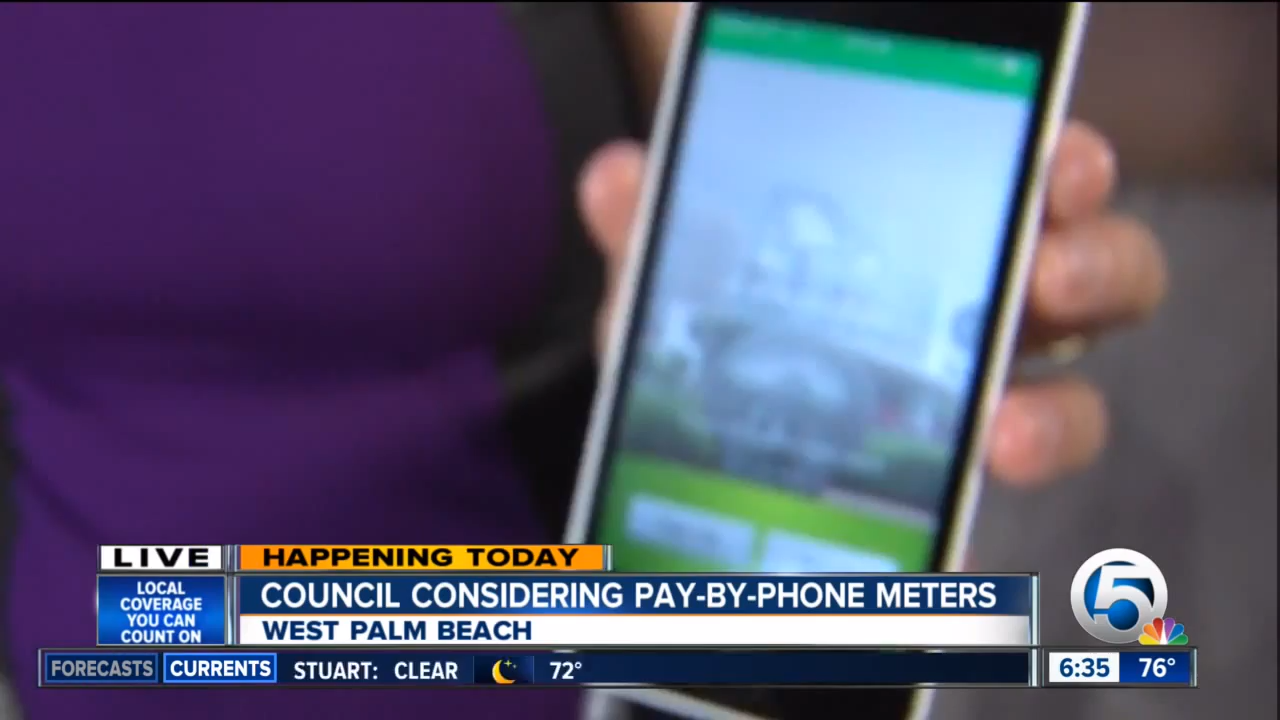 LIVE
HAPPENING TODAY
LOCAL
COVERAGE
YOU CAN
COUNT ON
COUNCIL CONSIDERING PAY-BY-PHONE METERS
WEST PALM BEACH
5
FORECASTS CURRENTS STUART: CLEAR 72°
6:35 76°